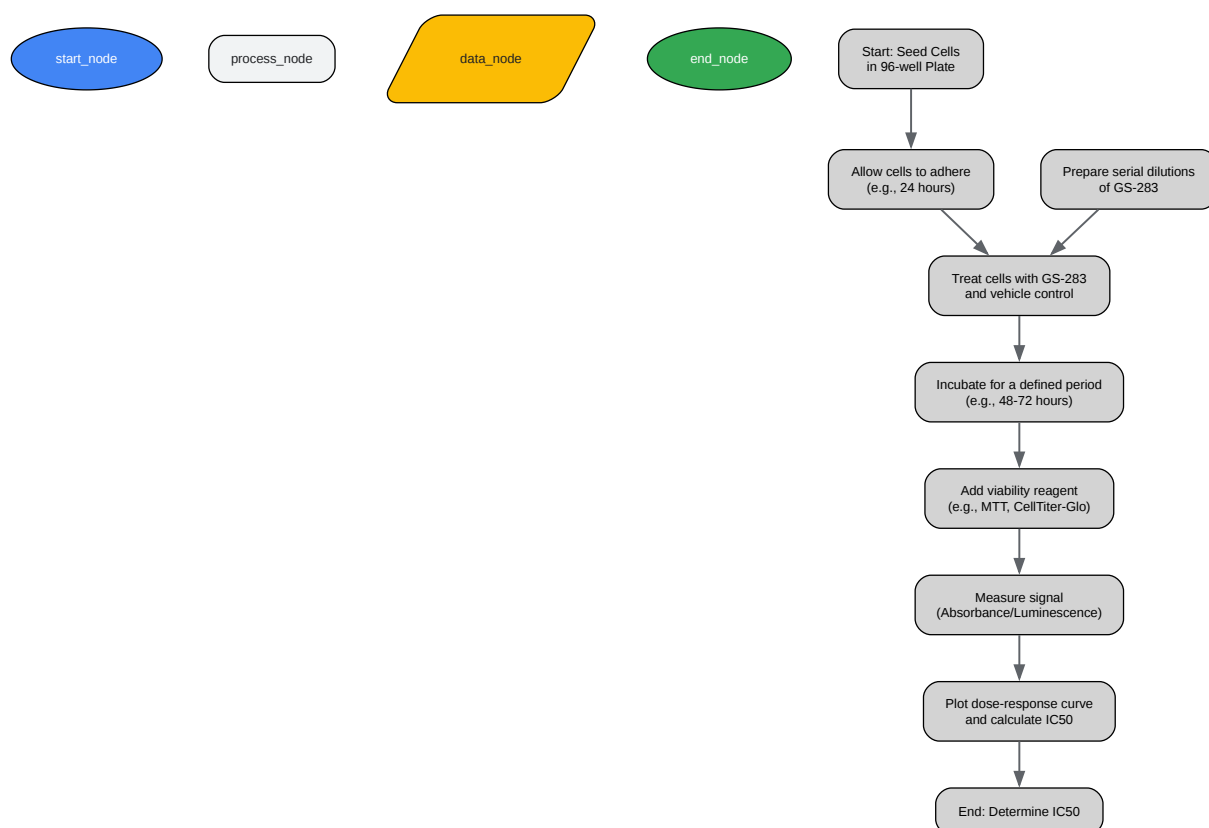 start_node
process_node
data_node
end_node
Start: Seed Cells
in 96-well Plate
Allow cells to adhere
(e.g., 24 hours)
Prepare serial dilutions
of GS-283
Treat cells with GS-283
and vehicle control
Incubate for a defined period
(e.g., 48-72 hours)
Add viability reagent
(e.g., MTT, CellTiter-Glo)
Measure signal
(Absorbance/Luminescence)
Plot dose-response curve
and calculate IC50
End: Determine IC50